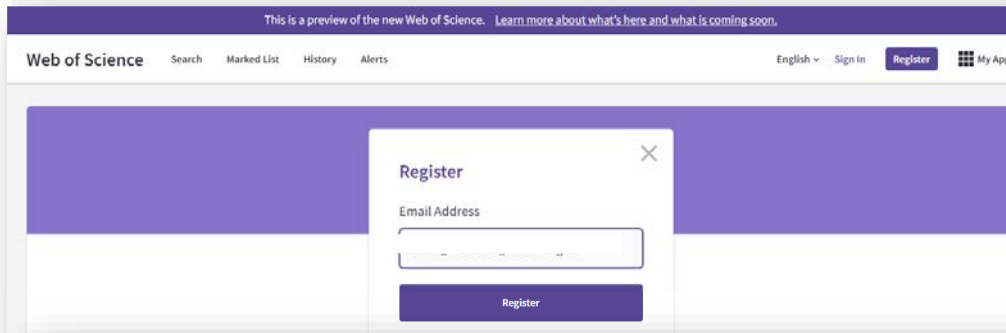 This is a preview of the new Web of Science. Learn more about what's here and what is coming soon.
Web of Science Search Marked List History Alerts English Sign In Register My
Register
Email Address
Register